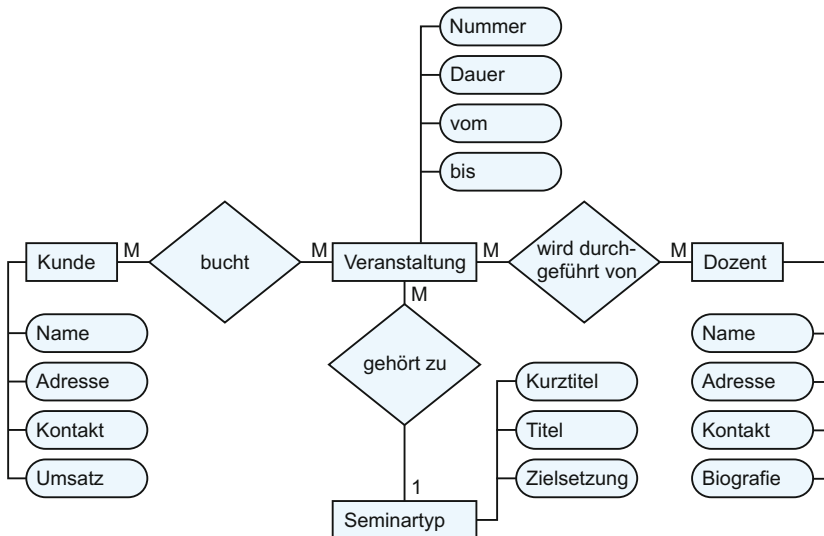 Nummer
Dauer
vom
bis
Kunde M bucht M Veranstaltung M wird durch-
geführt von M Dozent
M
Name
Adresse
Kontakt
Umsatz
gehört zu
1
Seminartyp
Kurztitel
Titel
Zielsetzung
Name
Adresse
Kontakt
Biografie